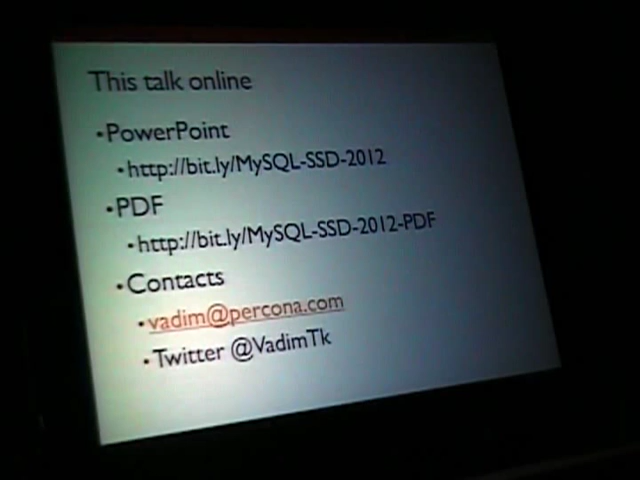 This talk online
•PowerPoint
•http://bit.ly/MySQL-SSD-2012
•PDF
•http://bit.ly/MySQL-SSD-2012-PDF
•Contacts
•vadim@percona.com
•Twitter @VadimTk